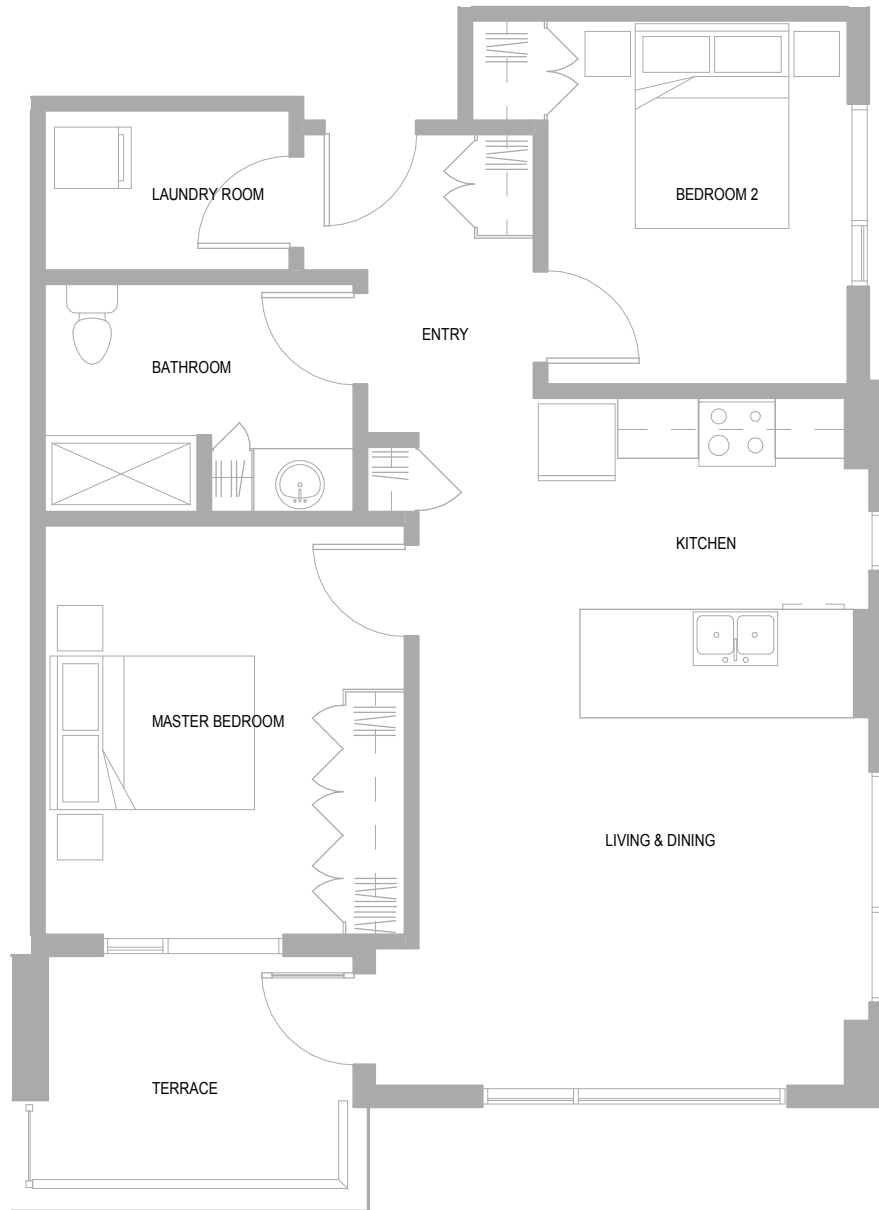 LAUNDRY ROOM
BEDROOM 2
ENTRY
BATHROOM
KITCHEN
MASTER BEDROOM
LIVING & DINING
TERRACE